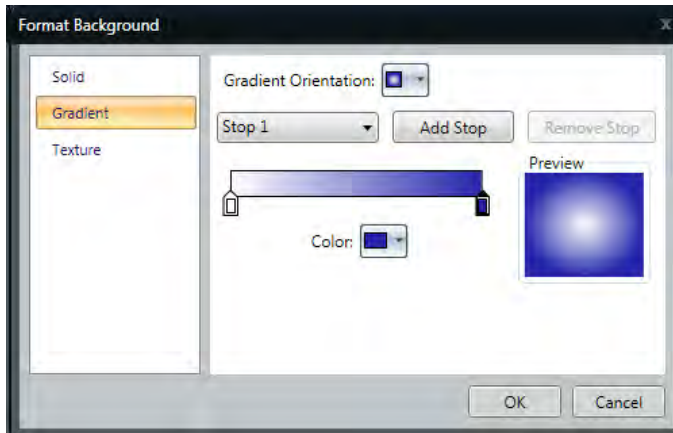 Format Background
x
Solid
Gradient
Texture
Gradient Orientation:
Stop 1
Add Stop
Remove Stop
Preview
Color:
OK
Cancel